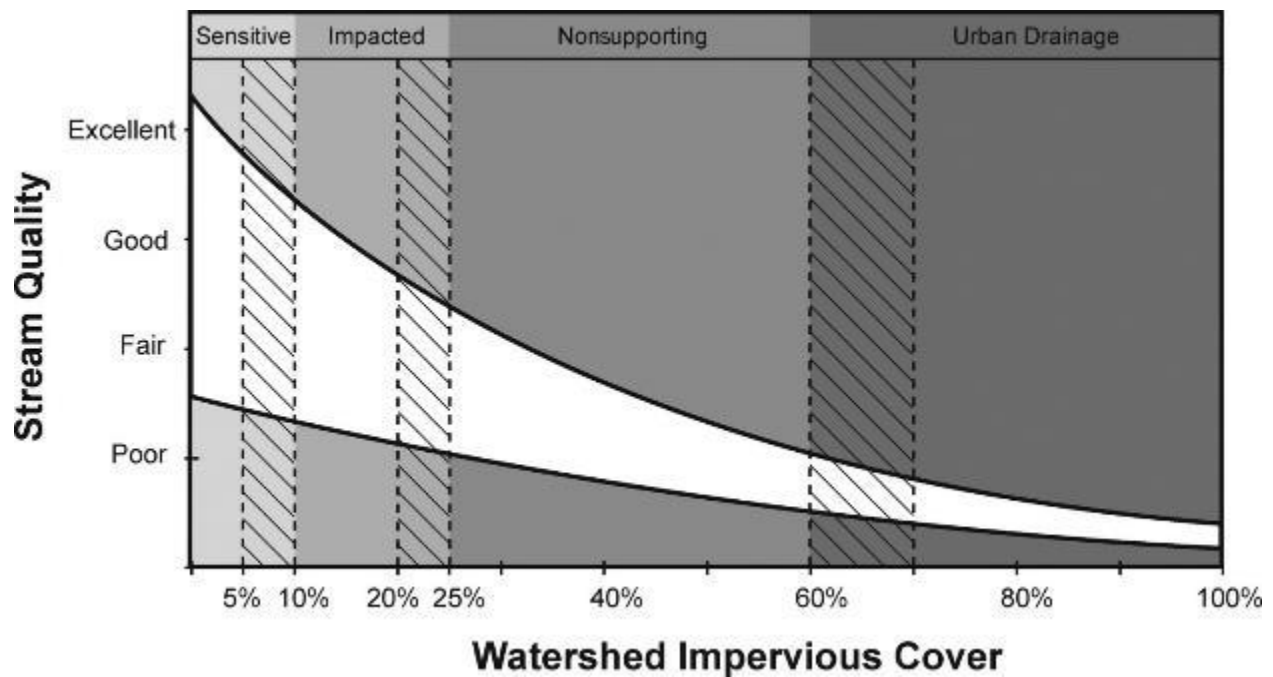 Sensitive Impacted Nonsupporting Urban Drainage
Stream Quality
Excellent
Good
Fair
Poor
5% 10% 20% 25% 40% 60% 80% 100%
Watershed Impervious Cover